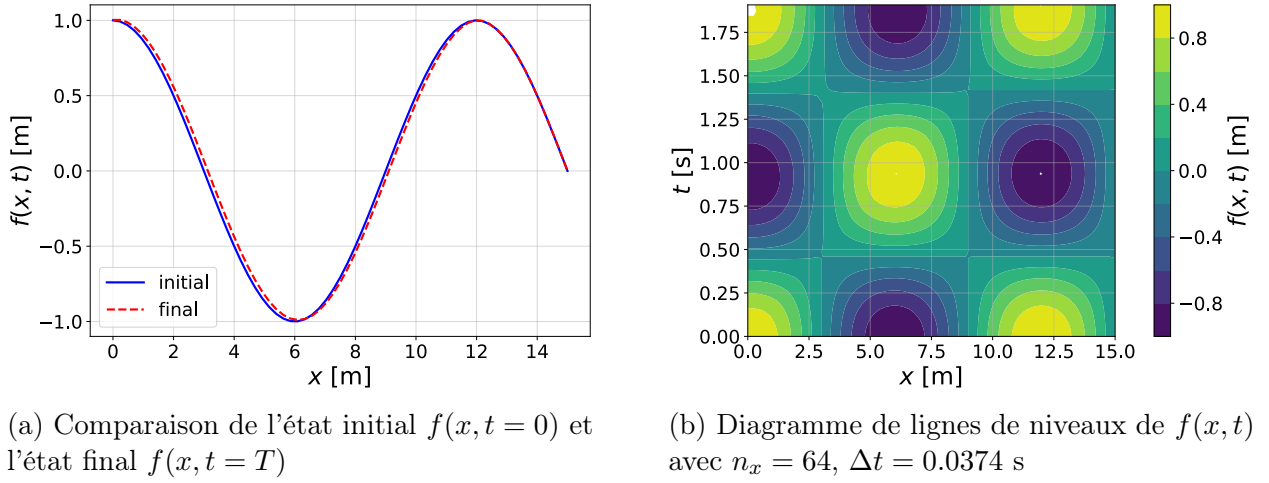 1.0
0.5
0.0
−0.5
−1.0
f(x, t) [m]
initial
final
0 2 4 6 8 10 12 14
x [m]
1.75
1.50
1.25
1.00
0.75
0.50
0.25
0.00
t [s]
0.0 2.5 5.0 7.5 10.0 12.5 15.0
x [m]
0.8
0.4
0.0
−0.4
−0.8
f(x, t) [m]
(a) Comparaison de l'état initial f(x, t = 0) et
l'état final f(x, t = T)
(b) Diagramme de lignes de niveaux de f(x, t)
avec nₓ = 64, Δt = 0.0374 s